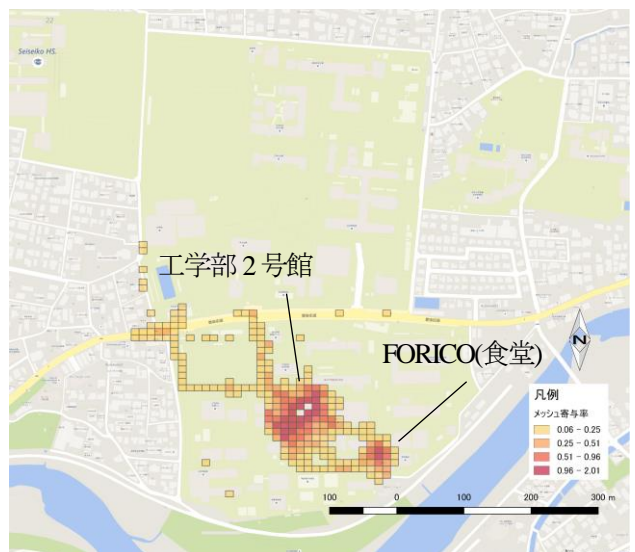 22
Seiseiko HS.
工学部 2 号館
FORICO(食堂)
N
凡例
メッシュ寄与率
0.06 - 0.25
0.25 - 0.51
0.51 - 0.96
0.96 - 2.01
100 0 100 200 300 m